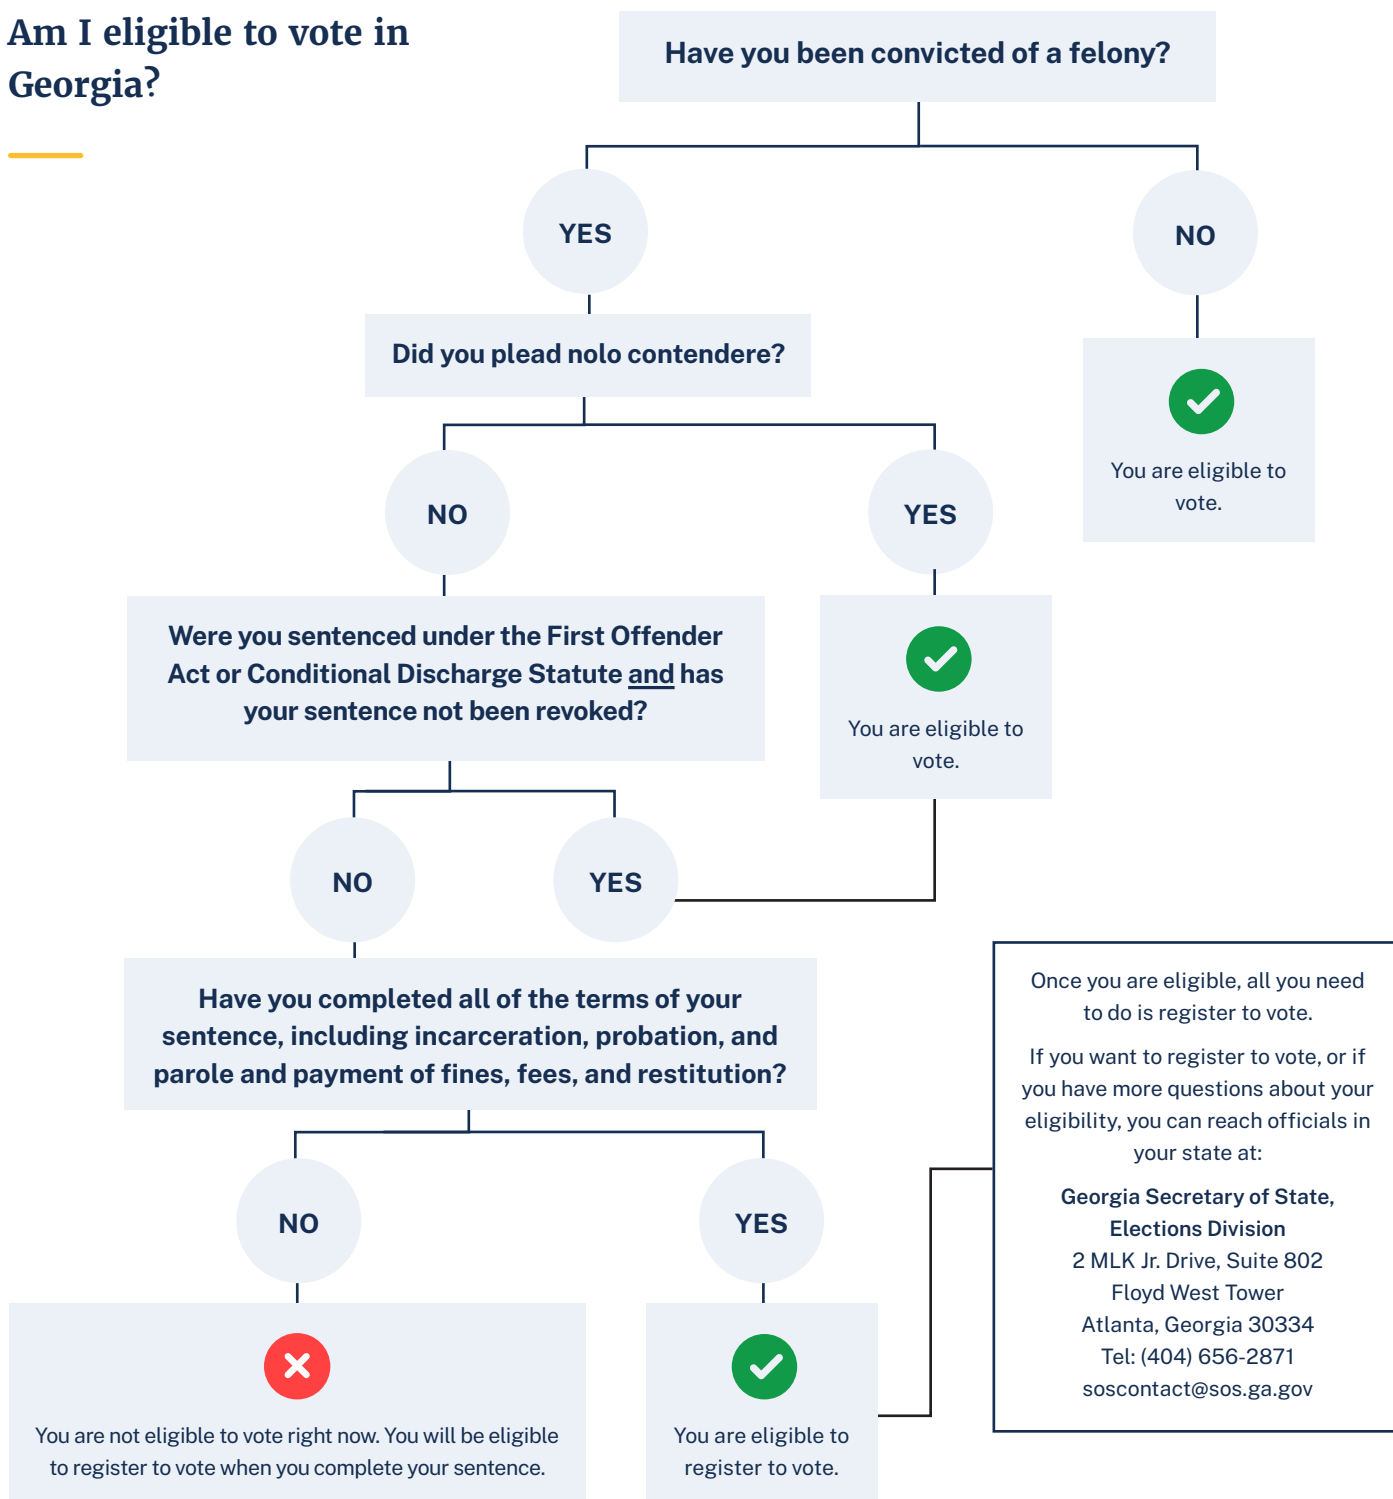 Am I eligible to vote in
Georgia?
Have you been convicted of a felony?
YES
NO
Did you plead nolo contendere?
You are eligible to
vote.
NO
YES
Were you sentenced under the First Offender
Act or Conditional Discharge Statute and has
your sentence not been revoked?
You are eligible to
vote.
NO
YES
Have you completed all of the terms of your
sentence, including incarceration, probation, and
parole and payment of fines, fees, and restitution?
NO
YES
You are not eligible to vote right now. You will be eligible
to register to vote when you complete your sentence.
You are eligible to
register to vote.
Once you are eligible, all you need
to do is register to vote.
If you want to register to vote, or if
you have more questions about your
eligibility, you can reach officials in
your state at:
Georgia Secretary of State,
Elections Division
2 MLK Jr. Drive, Suite 802
Floyd West Tower
Atlanta, Georgia 30334
Tel: (404) 656-2871
soscontact@sos.ga.gov